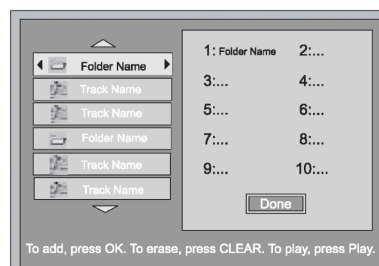 Folder Name
Track Name
Track Name
Folder Name
Track Name
Track Name
1: Folder Name 2:...
3:... 4:...
5:... 6:...
7:... 8:...
9:... 10:...
Done
To add, press OK. To erase, press CLEAR. To play, press Play.